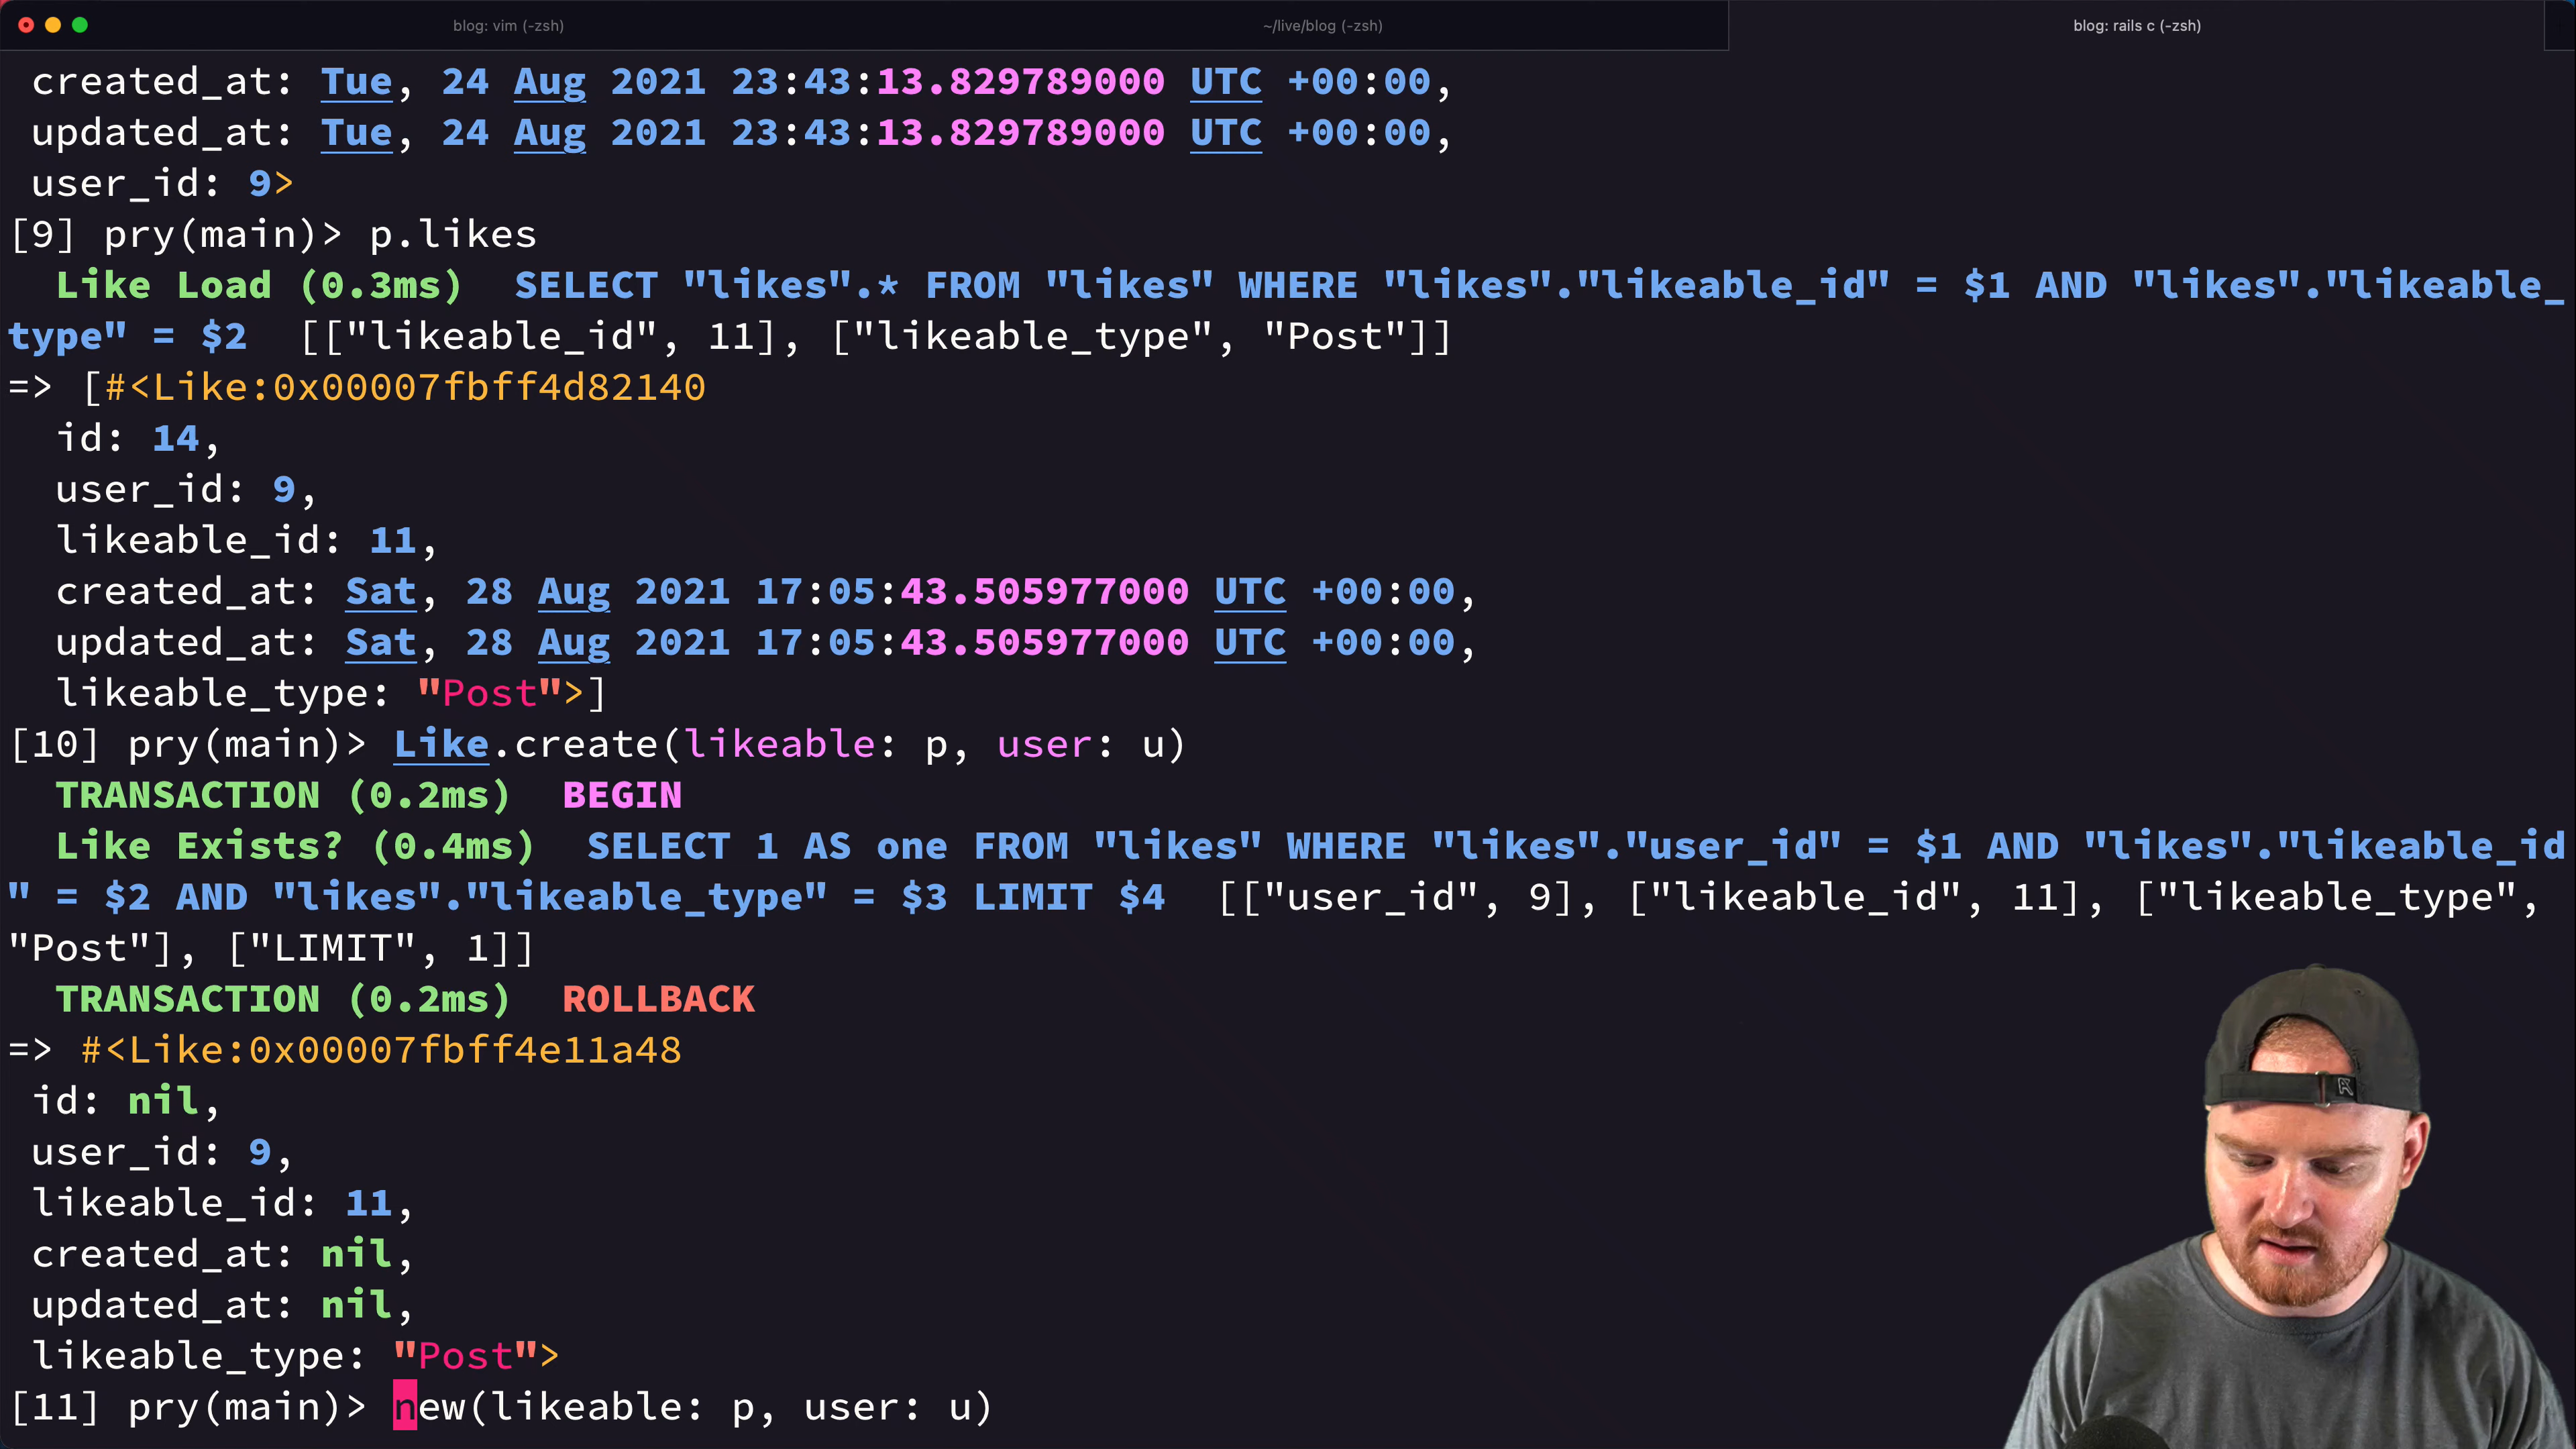 blog: vim (-zsh)
~/live/blog (-zsh)
blog: rails c (-zsh)
created_at: Tue, 24 Aug 2021 23:43:13.829789000 UTC +00:00,
updated_at: Tue, 24 Aug 2021 23:43:13.829789000 UTC +00:00,
user_id: 9>
[9] pry(main)> p.likes
Like Load (0.3ms)  SELECT "likes".* FROM "likes" WHERE "likes"."likeable_id" = $1 AND "likes"."likeable_
type" = $2  [["likeable_id", 11], ["likeable_type", "Post"]]
=> [#<Like:0x00007fbff4d82140
id: 14,
user_id: 9,
likeable_id: 11,
created_at: Sat, 28 Aug 2021 17:05:43.505977000 UTC +00:00,
updated_at: Sat, 28 Aug 2021 17:05:43.505977000 UTC +00:00,
likeable_type: "Post">]
[10] pry(main)> Like.create(likeable: p, user: u)
TRANSACTION (0.2ms)  BEGIN
Like Exists? (0.4ms)  SELECT 1 AS one FROM "likes" WHERE "likes"."user_id" = $1 AND "likes"."likeable_id
" = $2 AND "likes"."likeable_type" = $3 LIMIT $4  [["user_id", 9], ["likeable_id", 11], ["likeable_type",
"Post"], ["LIMIT", 1]]
TRANSACTION (0.2ms)  ROLLBACK
=> #<Like:0x00007fbff4e11a48
id: nil,
user_id: 9,
likeable_id: 11,
created_at: nil,
updated_at: nil,
likeable_type: "Post">
[11] pry(main)> new(likeable: p, user: u)